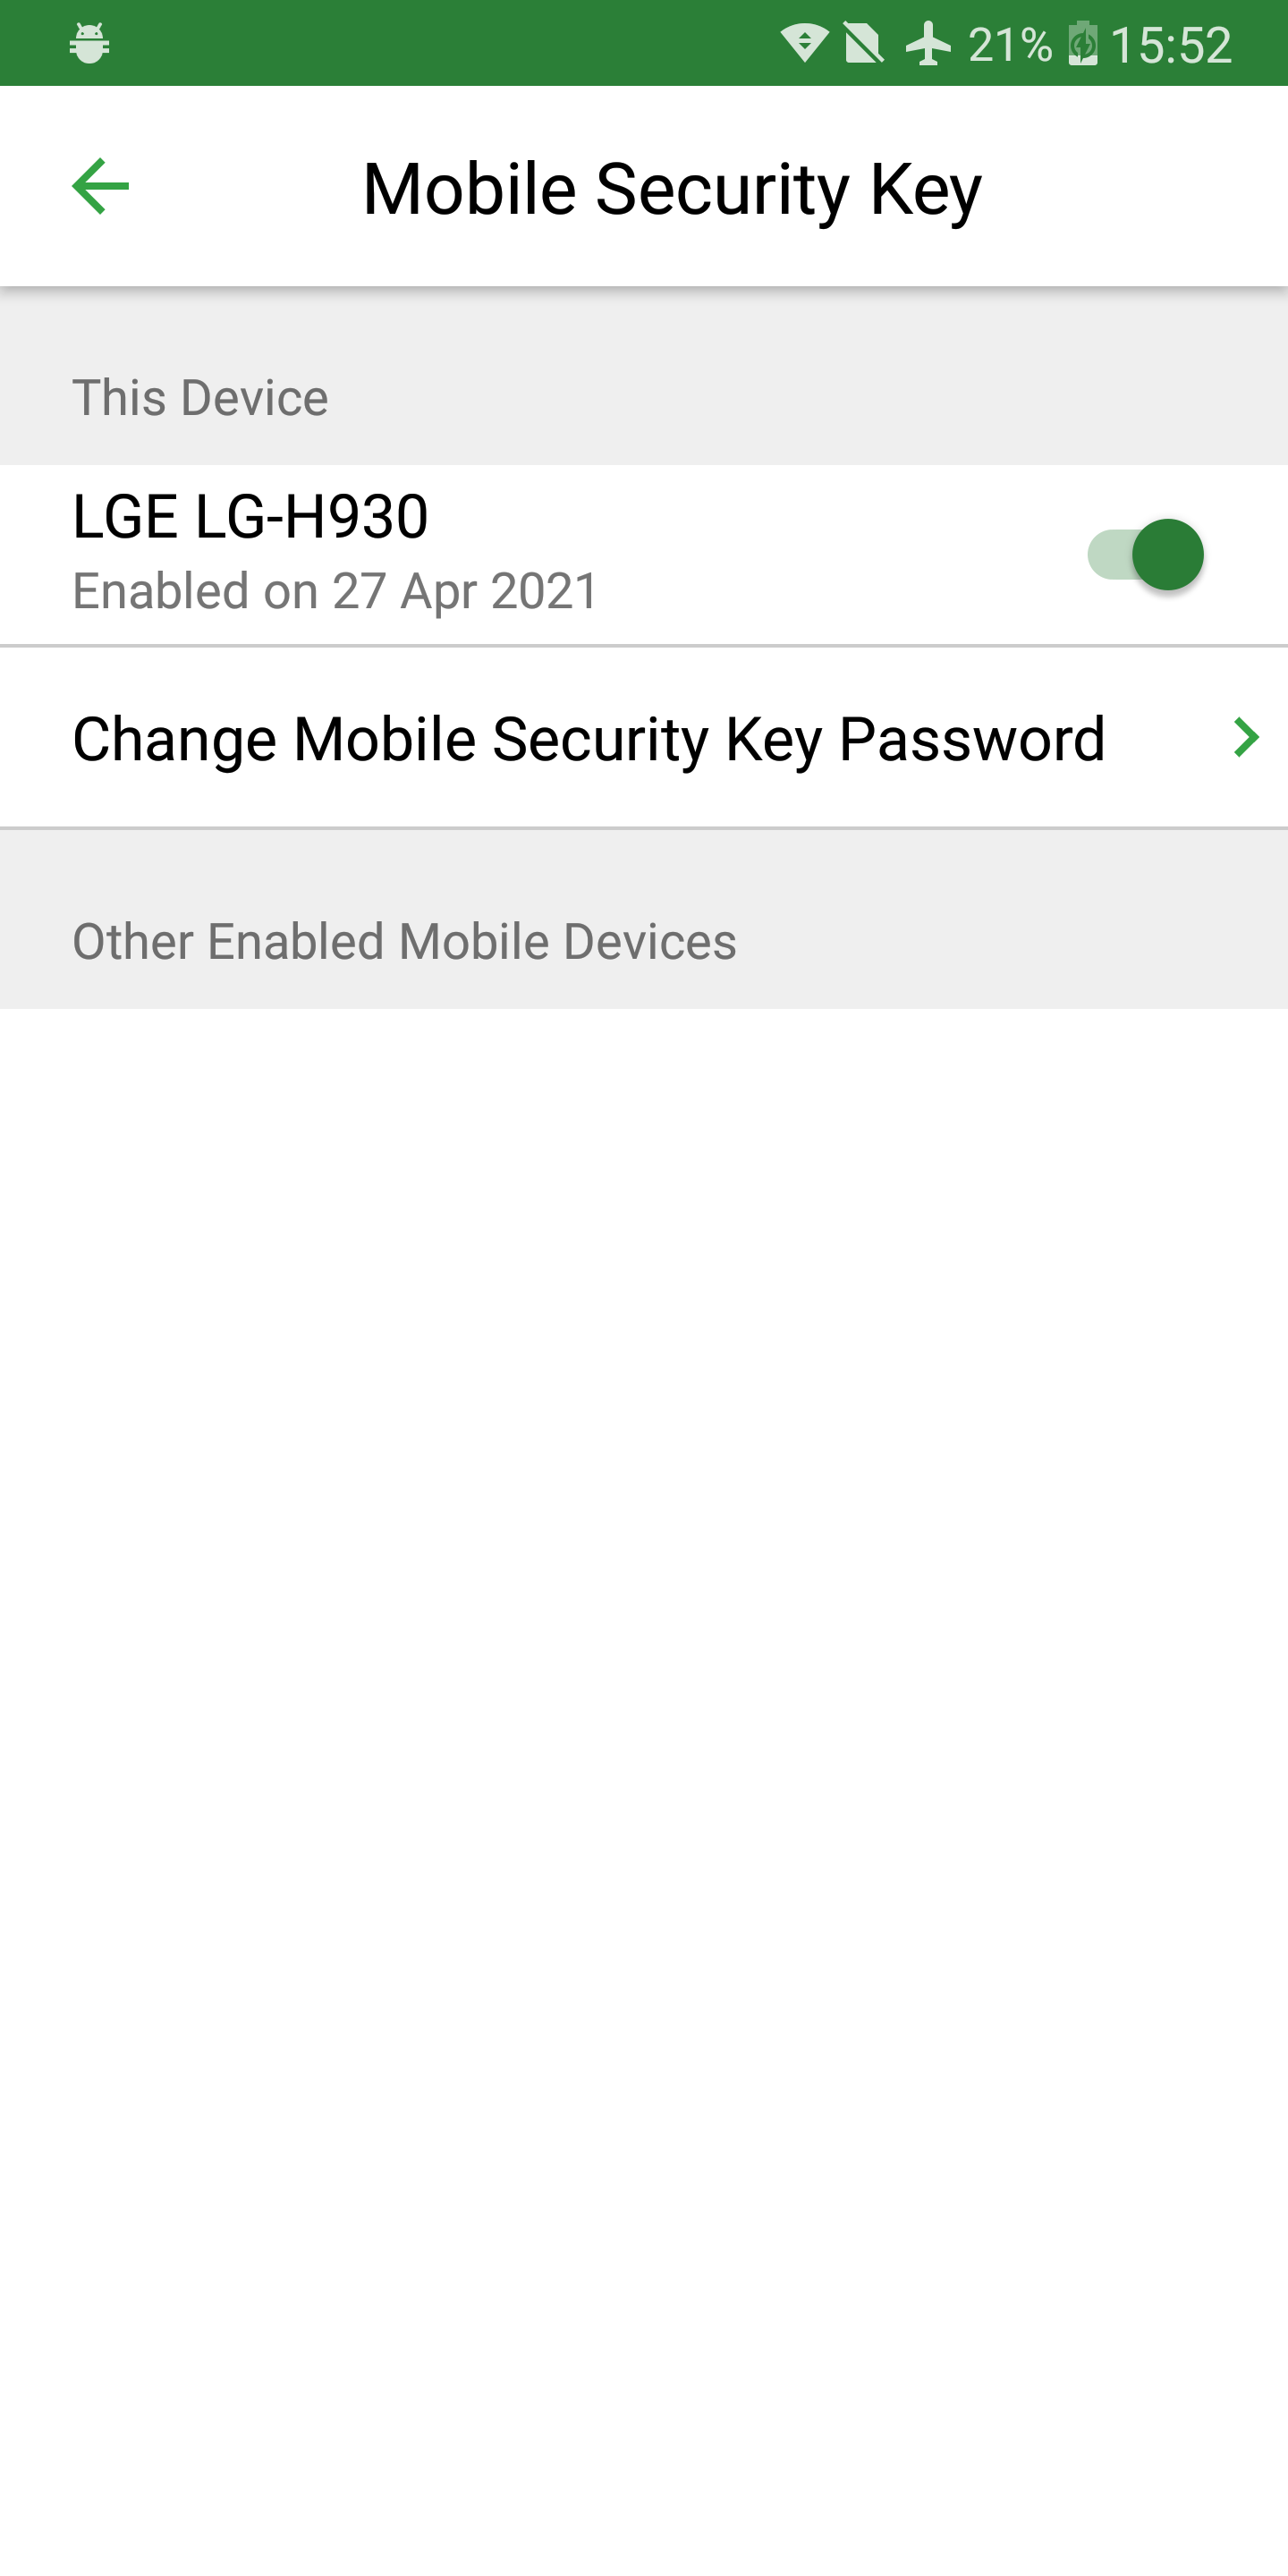 21% 15:52
Mobile Security Key
This Device
LGE LG-H930
Enabled on 27 Apr 2021
Change Mobile Security Key Password
Other Enabled Mobile Devices